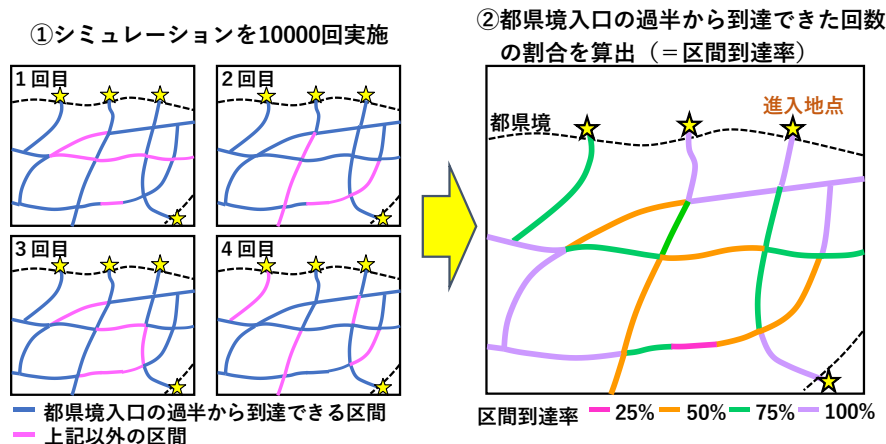 ①シミュレーションを10000回実施
1回目
2回目
3回目
4回目
都県境入口の過半から到達できる区間
上記以外の区間
②都県境入口の過半から到達できた回数
の割合を算出（＝区間到達率）
都県境
進入地点
区間到達率 25% 50% 75% 100%